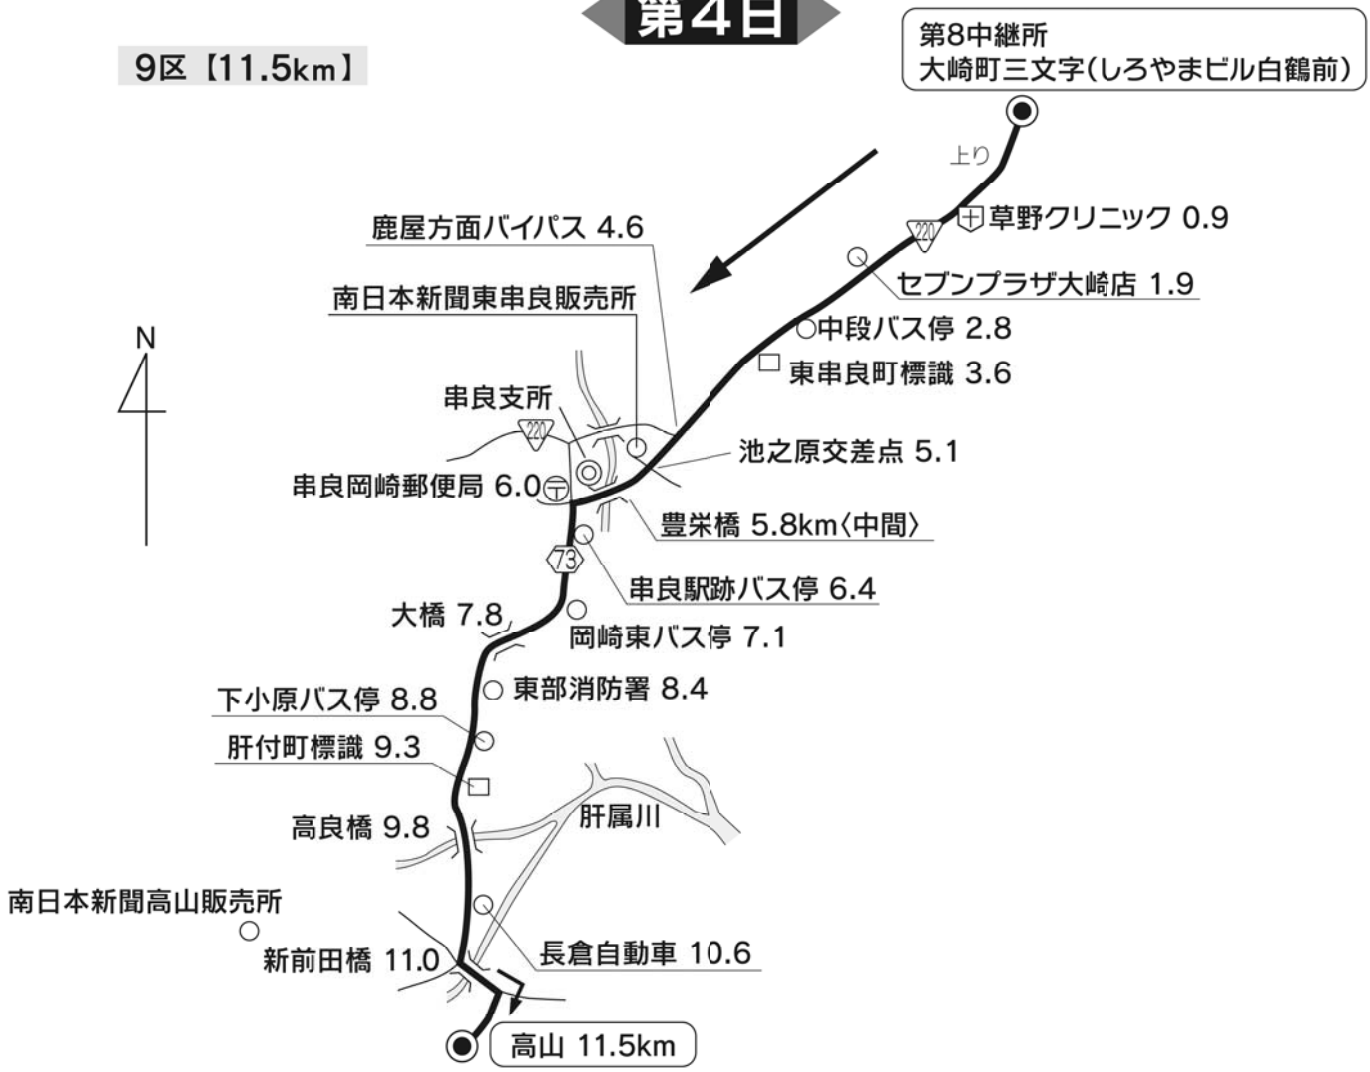 第4日
9区【11.5km】
第8中継所
大崎町三文字(しろやまビル白鶴前)
上り
草野クリニック 0.9
220
鹿屋方面バイパス 4.6
セブンプラザ大崎店 1.9
南日本新聞東串良販売所
中段バス停 2.8
N
東串良町標識 3.6
串良支所
220
池之原交差点 5.1
串良岡崎郵便局 6.0
豊栄橋 5.8km〈中間〉
73
串良駅跡バス停 6.4
大橋 7.8
岡崎東バス停 7.1
東部消防署 8.4
下小原バス停 8.8
肝付町標識 9.3
肝属川
高良橋 9.8
南日本新聞高山販売所
長倉自動車 10.6
新前田橋 11.0
高山 11.5km